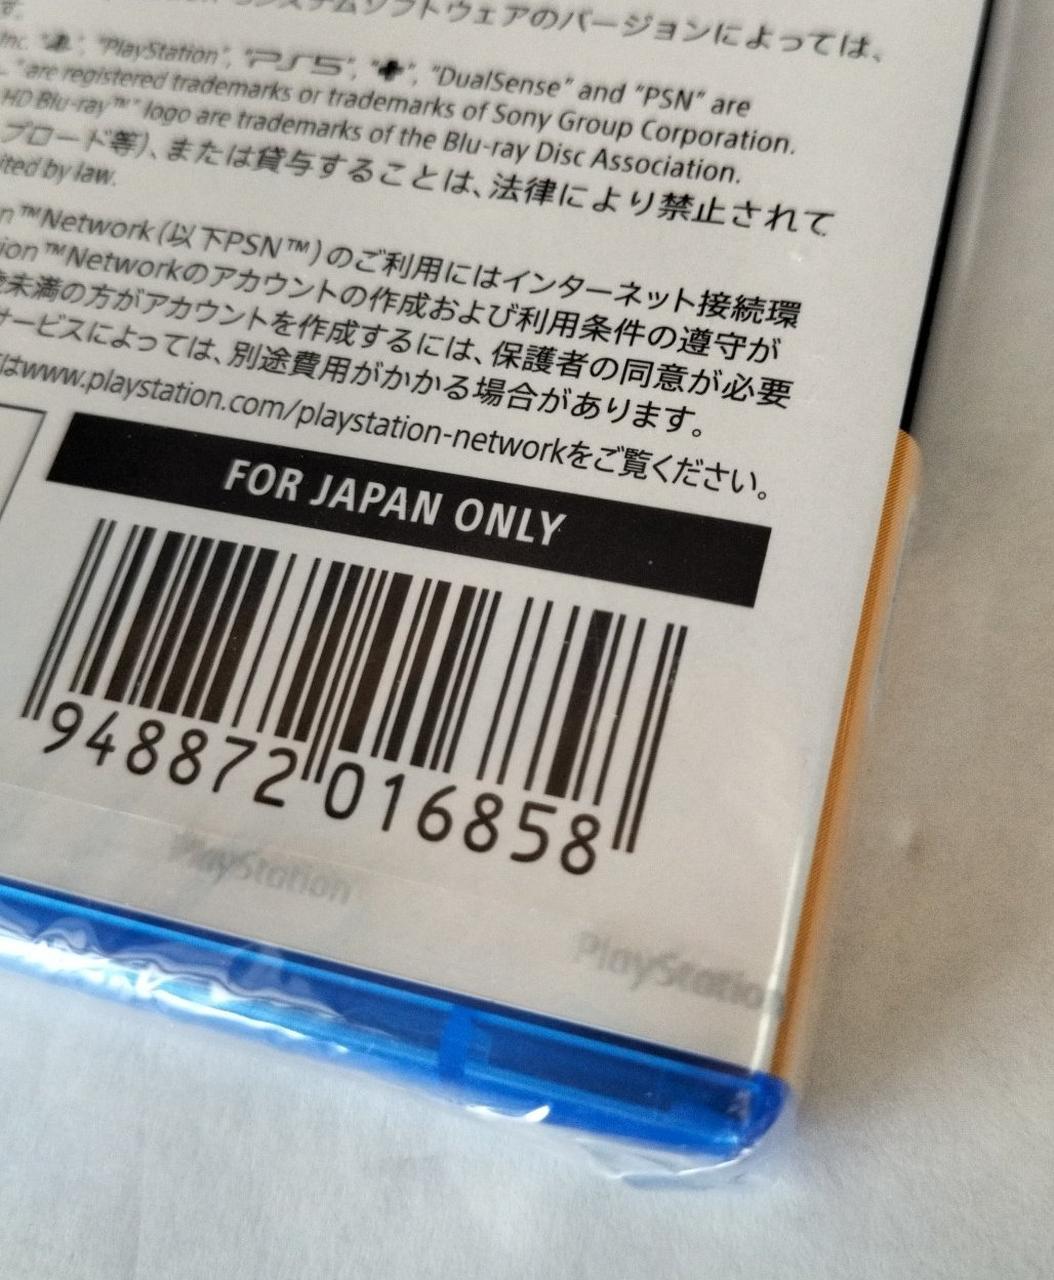 システムソフトウェアのバージョンによっては、
す。
Inc. "", "PlayStation", "PS5", "", "DualSense" and "PSN" are
" are registered trademarks or trademarks of Sony Group Corporation.
HD Blu-ray™" logo are trademarks of the Blu-ray Disc Association.
プロード等)、または貸与することは、法律により禁止されて
ited by law.
n™Network(以下PSN™)のご利用にはインターネット接続環
ion™Networkのアカウントの作成および利用条件の遵守が
未満の方がアカウントを作成するには、保護者の同意が必要
サービスによっては、別途費用がかかる場合があります。
はwww.playstation.com/playstation-networkをご覧ください。
FOR JAPAN ONLY
948872 016858
PlayStation
PlayStation